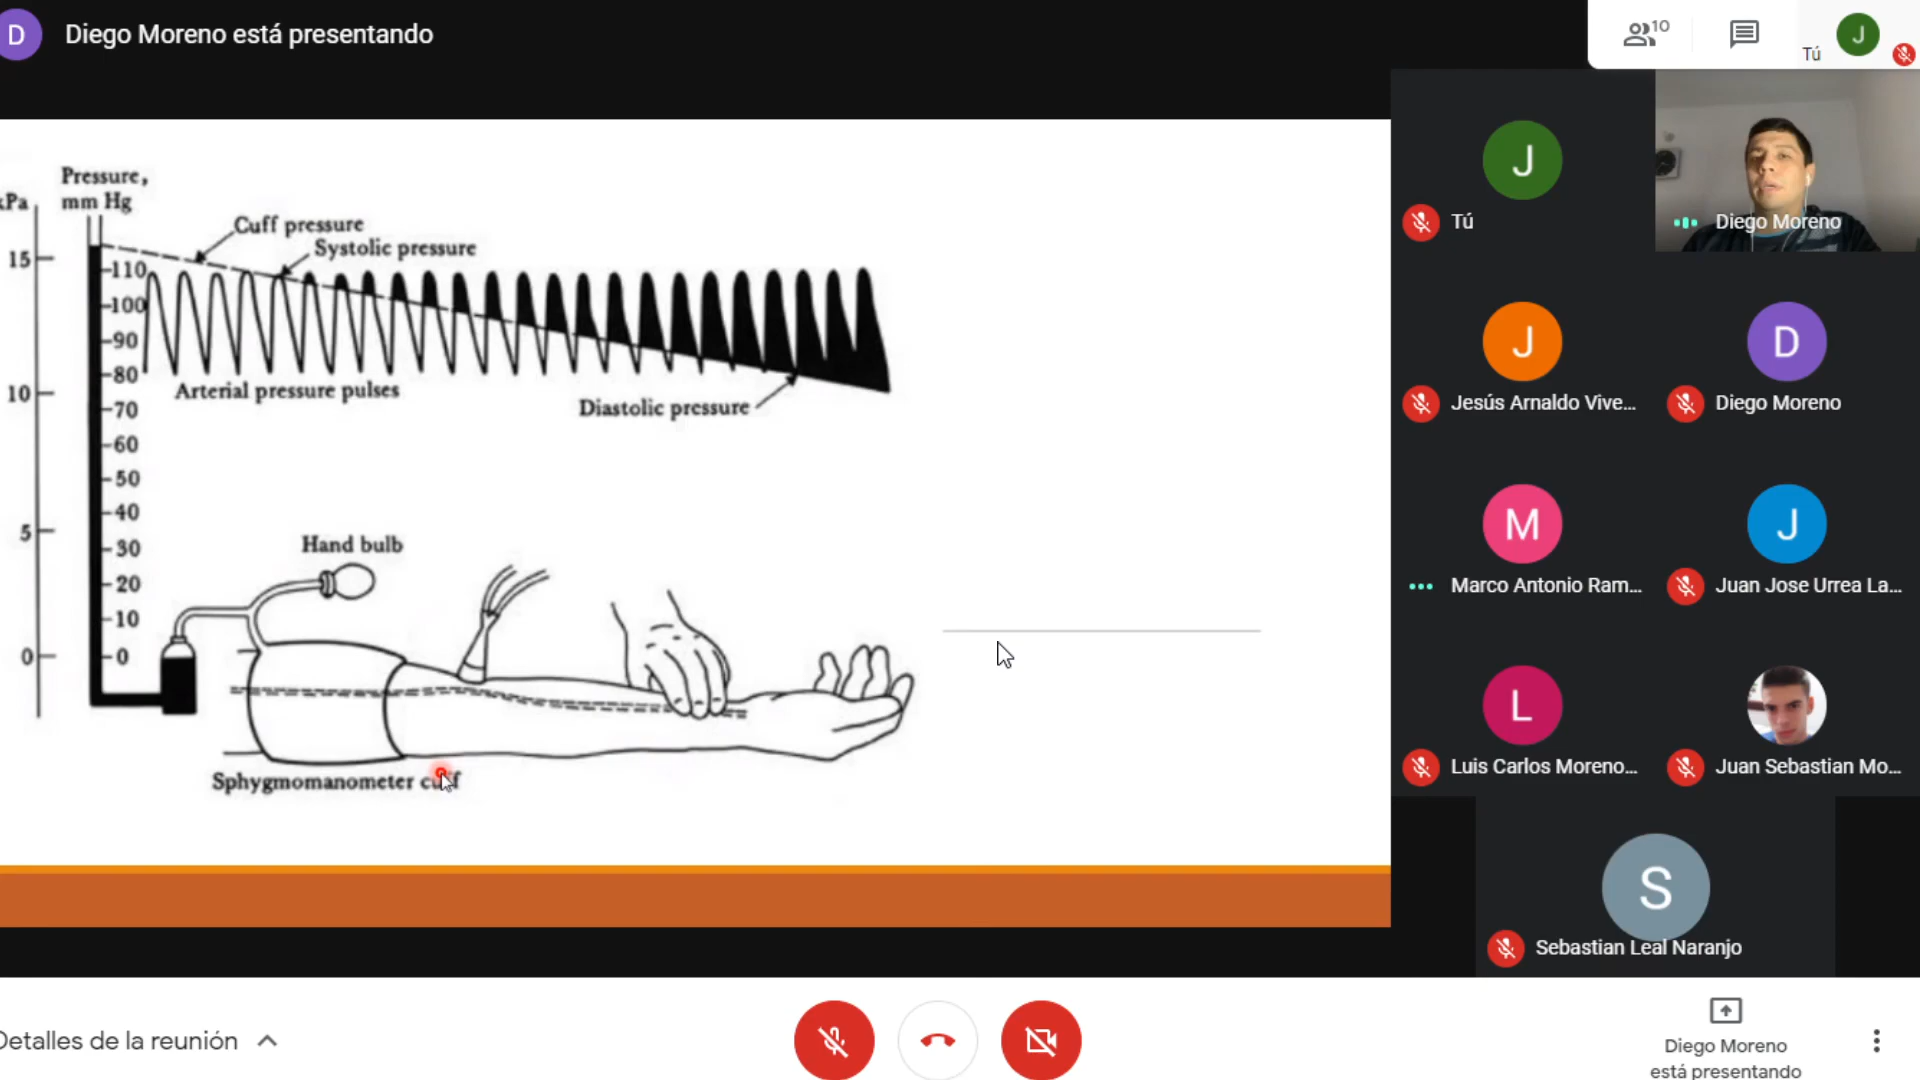 D Diego Moreno está presentando
10
Tú J
Pressure,
kPa mm Hg
Cuff pressure
Systolic pressure
15
110
100
90
80
10
Arterial pressure pulses
Diastolic pressure
70
60
50
40
5
30
20
10
0
0
Hand bulb
Sphygmomanometer cuff
J
Tú
Diego Moreno
J
Jesús Arnaldo Vive...
D
Diego Moreno
M
Marco Antonio Ram...
J
Juan Jose Urrea La...
L
Luis Carlos Moreno...
Juan Sebastian Mo...
S
Sebastian Leal Naranjo
Detalles de la reunión
Diego Moreno
está presentando